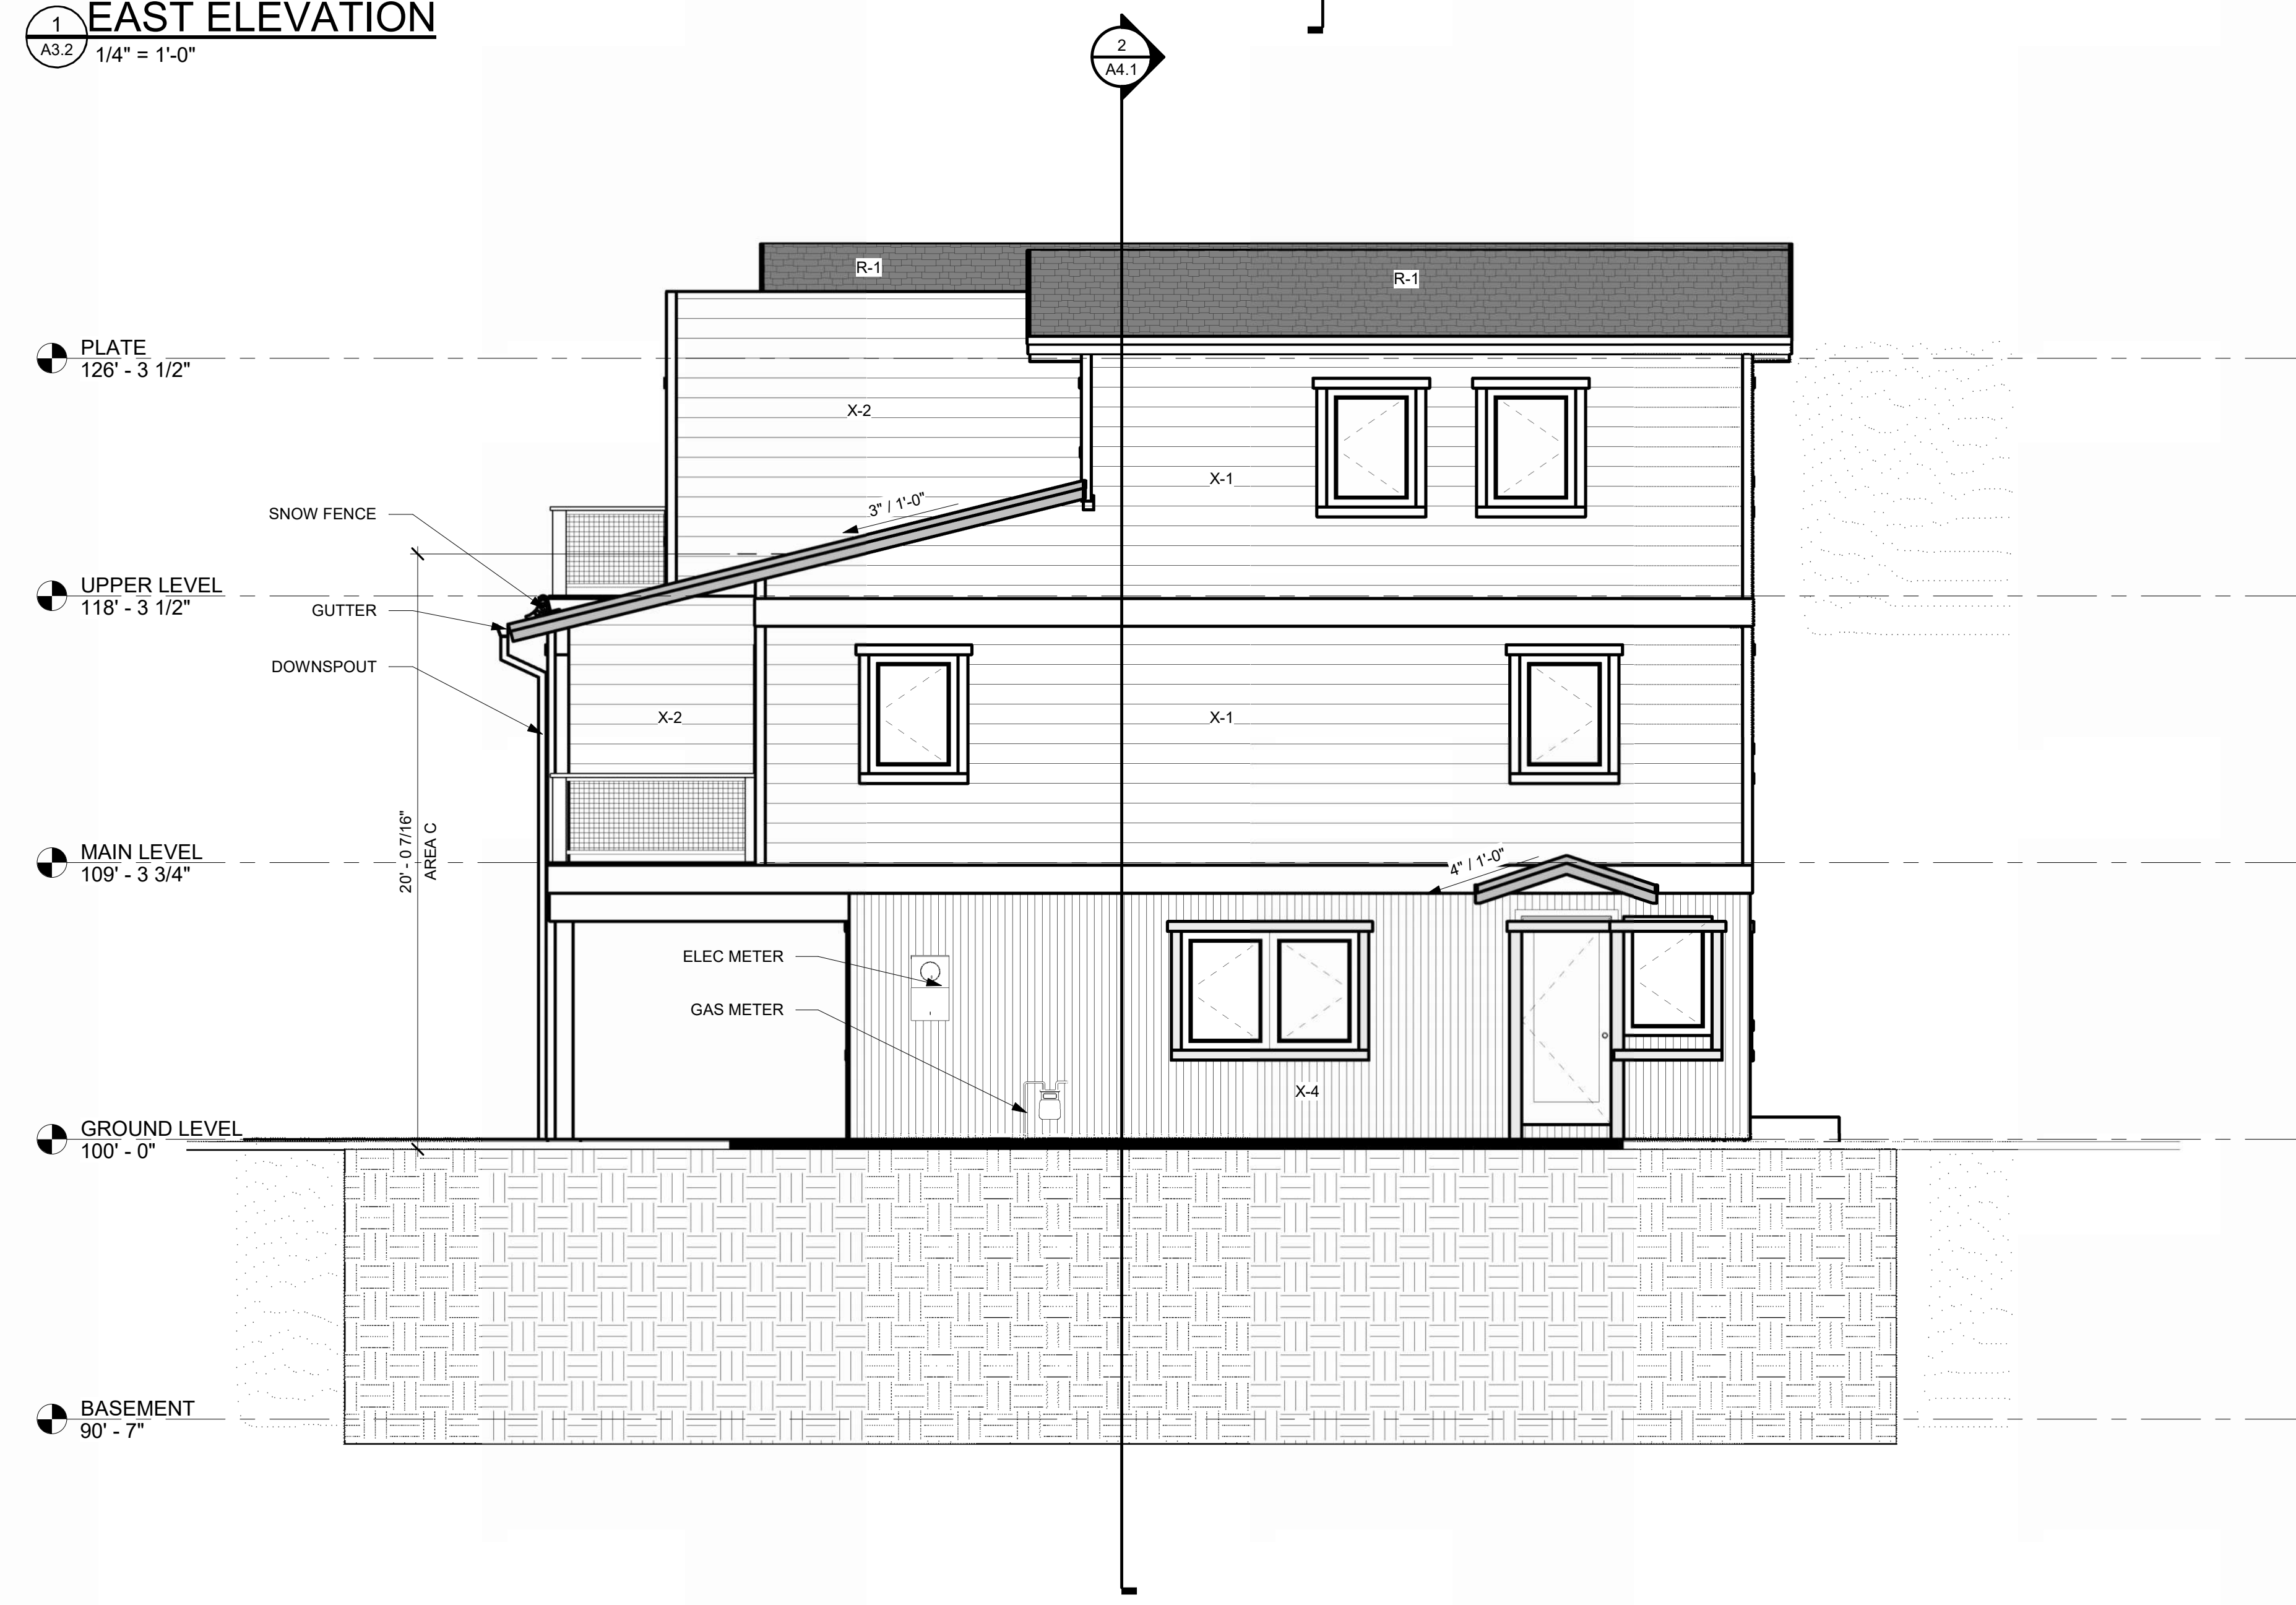 1
A3.2
EAST ELEVATION
1/4" = 1'-0"
2
A4.1
R-1
R-1
PLATE
126' - 3 1/2"
X-2
X-1
3" / 1'-0"
SNOW FENCE
UPPER LEVEL
118' - 3 1/2"
GUTTER
DOWNSPOUT
X-2
X-1
20' - 0 7/16"
AREA C
MAIN LEVEL
109' - 3 3/4"
4" / 1'-0"
ELEC METER
GAS METER
X-4
GROUND LEVEL
100' - 0"
BASEMENT
90' - 7"